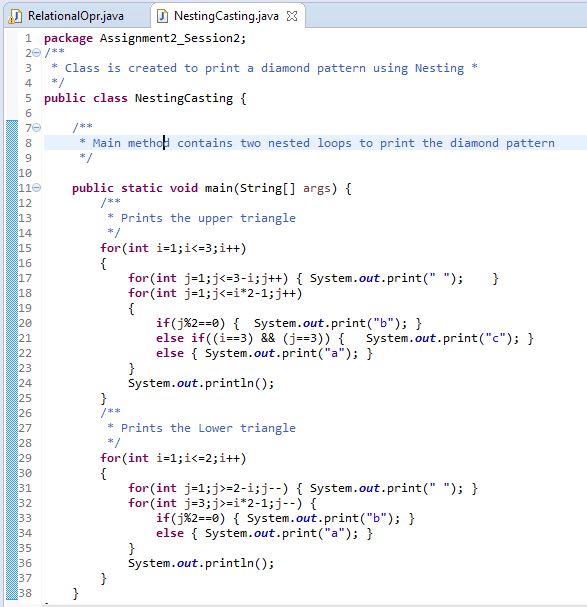 RelationalOpr.java NestingCasting.java
1 package Assignment2_Session2;
2 /**
3  * Class is created to print a diamond pattern using Nesting *
4  */
5 public class NestingCasting {
6
7     /**
8      * Main method contains two nested loops to print the diamond pattern
9      */
10
11     public static void main(String[] args) {
12         /**
13          * Prints the upper triangle
14          */
15         for(int i=1;i<=3;i++)
16         {
17             for(int j=1;j<=3-i;j++) { System.out.print(" ");    }
18             for(int j=1;j<=i*2-1;j++)
19             {
20                 if(j%2==0) {  System.out.print("b"); }
21                 else if((i==3) && (j==3)) {   System.out.print("c"); }
22                 else { System.out.print("a"); }
23             }
24             System.out.println();
25         }
26         /**
27          * Prints the Lower triangle
28          */
29         for(int i=1;i<=2;i++)
30         {
31             for(int j=1;j>=2-i;j--) { System.out.print(" "); }
32             for(int j=3;j>=i*2-1;j--) {
33                 if(j%2==0) { System.out.print("b"); }
34                 else { System.out.print("a"); }
35             }
36             System.out.println();
37         }
38     }